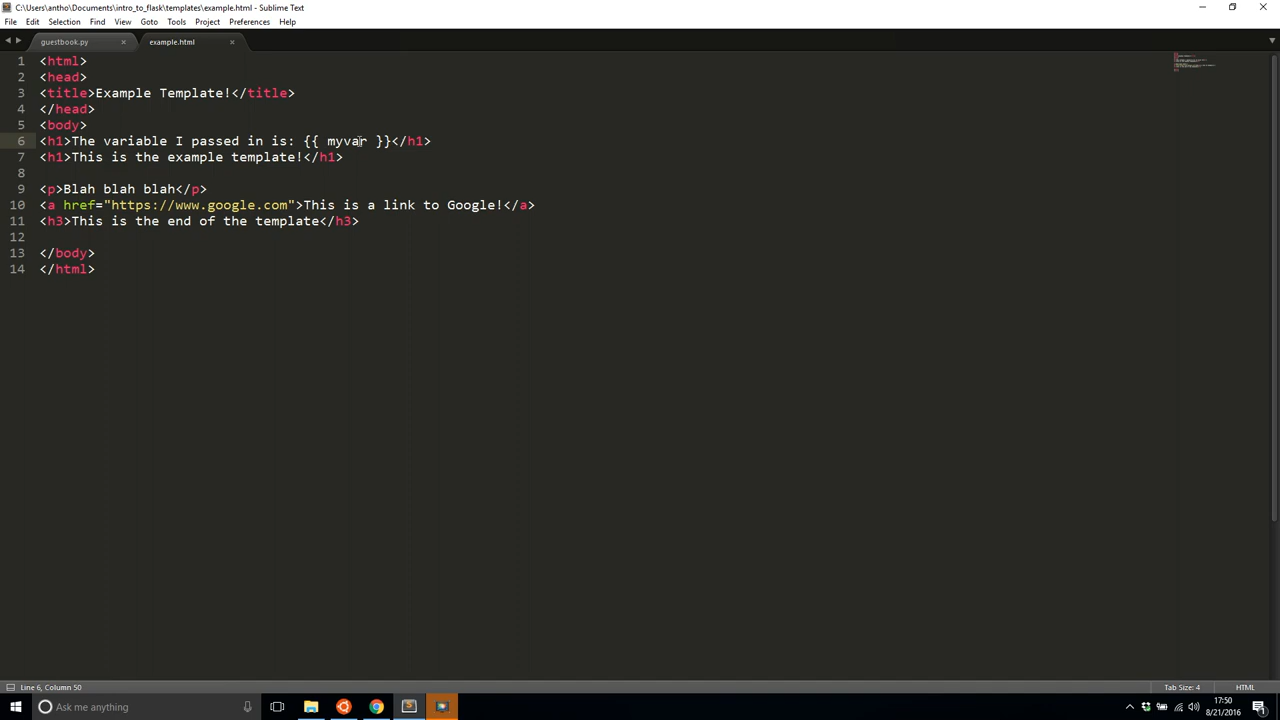 C:\Users\antho\Documents\intro_to_flask\templates\example.html - Sublime Text
File Edit Selection Find View Goto Tools Project Preferences Help
guestbook.py × example.html ×
1 <html>
2 <head>
3 <title>Example Template!</title>
4 </head>
5 <body>
6 <h1>The variable I passed in is: {{ myvar }}</h1>
7 <h1>This is the example template!</h1>
8
9 <p>Blah blah blah</p>
10 <a href="https://www.google.com">This is a link to Google!</a>
11 <h3>This is the end of the template</h3>
12
13 </body>
14 </html>
Line 6, Column 50 Tab Size: 4 HTML
Ask me anything
17:50
8/21/2016